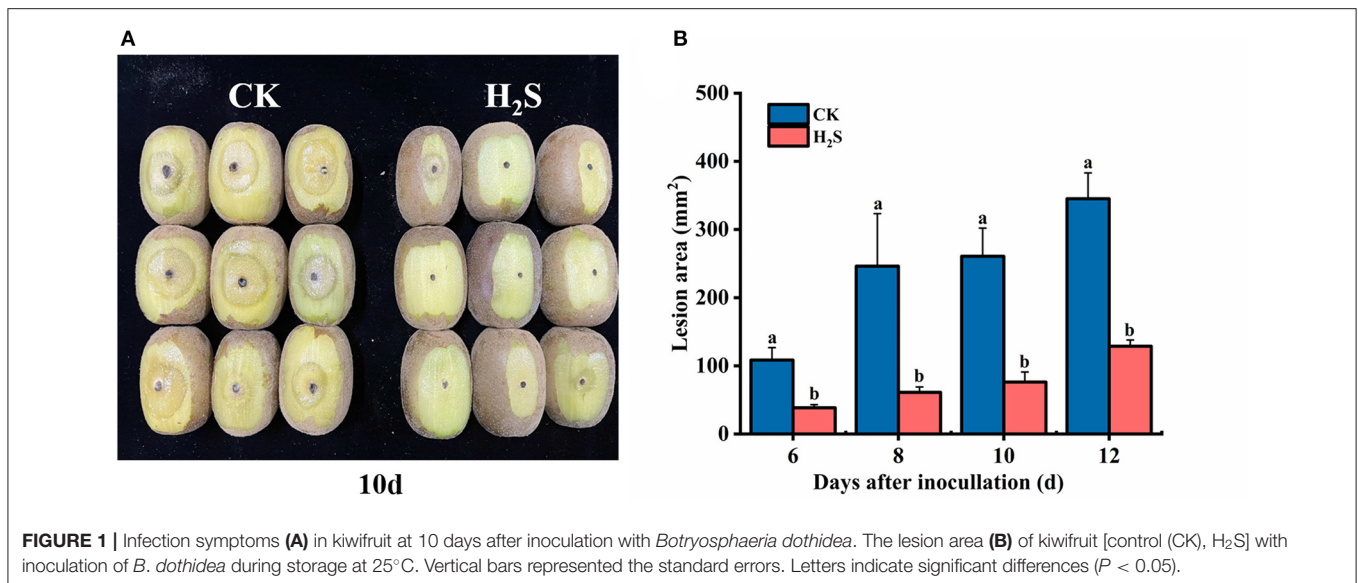 A
CK
H₂S
10d
B
500
400
300
200
100
0
Lesion area (mm²)
CK
H₂S
a
b
a
b
a
b
a
b
6
8
10
12
Days after inocullation (d)
FIGURE 1 | Infection symptoms (A) in kiwifruit at 10 days after inoculation with Botryosphaeria dothidea. The lesion area (B) of kiwifruit [control (CK), H₂S] with
inoculation of B. dothidea during storage at 25°C. Vertical bars represented the standard errors. Letters indicate significant differences (P < 0.05).